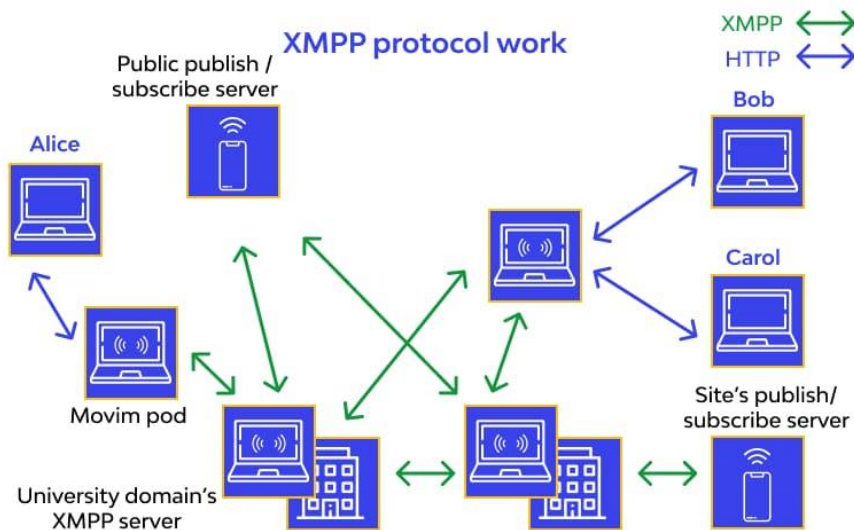 XMPP protocol work
XMPP
HTTP
Public publish /
subscribe server
Alice
Bob
Carol
Movim pod
Site's publish/
subscribe server
University domain's
XMPP server